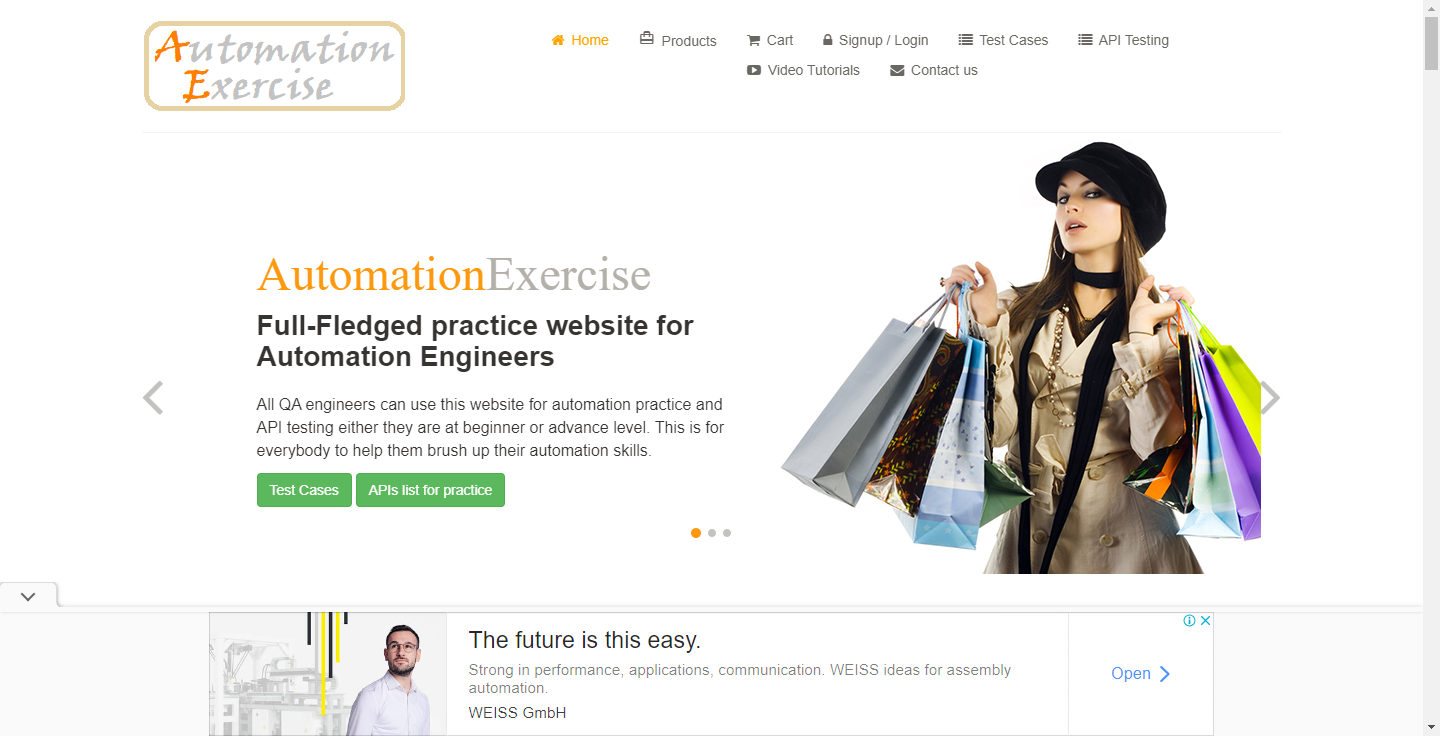 Automation
Exercise
Home Products Cart Signup / Login Test Cases API Testing
Video Tutorials Contact us
AutomationExercise
Full-Fledged practice website for
Automation Engineers
All QA engineers can use this website for automation practice and
API testing either they are at beginner or advance level. This is for
everybody to help them brush up their automation skills.
Test Cases APIs list for practice
The future is this easy.
Strong in performance, applications, communication. WEISS ideas for assembly
automation.
WEISS GmbH
Open